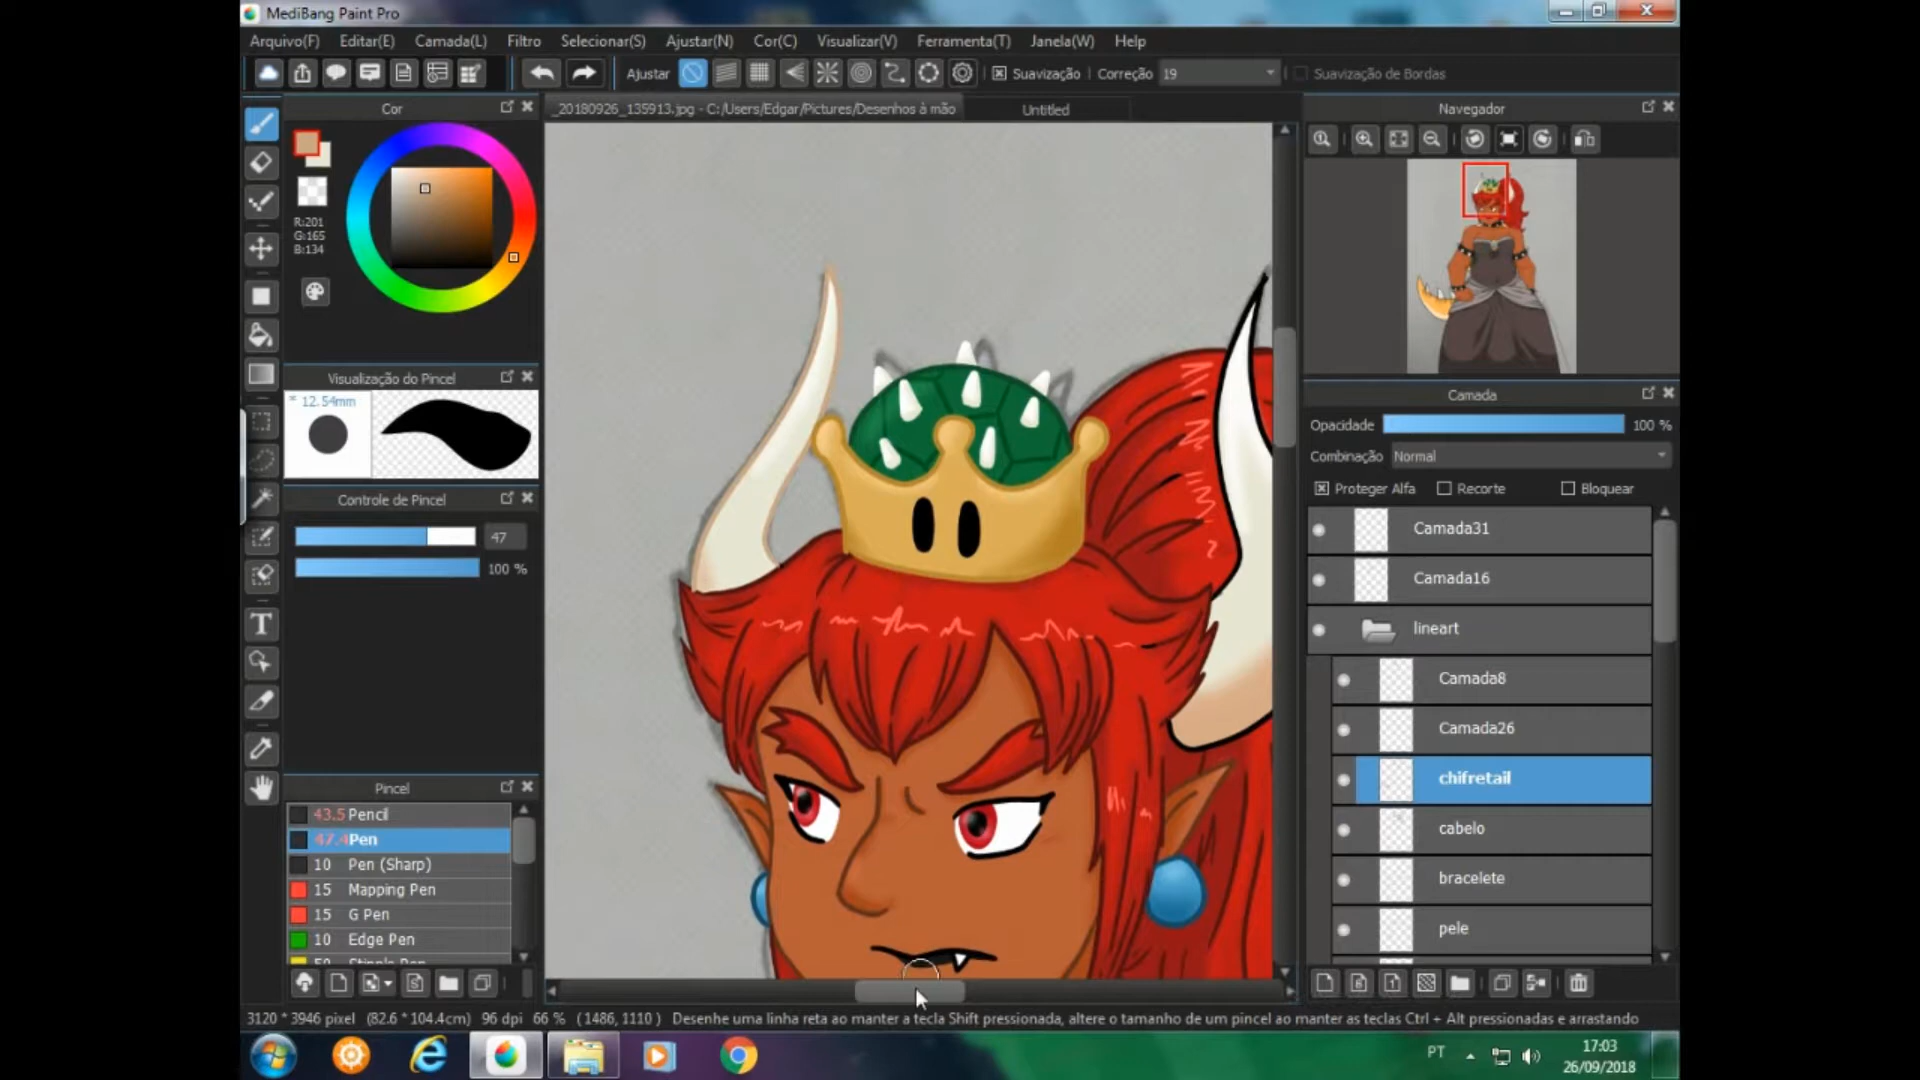 MediBang Paint Pro
Arquivo(F) Editar(E) Camada(L) Filtro Selecionar(S) Ajustar(N) Cor(C) Visualizar(V) Ferramenta(T) Janela(W) Help
Ajustar Suavização Correção 19 Suavização de Bordas
Cor
_20180926_135913.jpg - C:/Users/Edgar/Pictures/Desenhos à mão
Untitled
Navegador
R:201
G:165
B:134
Visualização do Pincel
* 12.54mm
Camada
Opacidade 100 %
Combinação Normal
Proteger Alfa Recorte Bloquear
Controle de Pincel
47
100 %
Camada31
Camada16
lineart
Camada8
Camada26
chifretail
cabelo
bracelete
pele
Pincel
43.5 Pencil
47.4 Pen
10 Pen (Sharp)
15 Mapping Pen
15 G Pen
10 Edge Pen
T
3120 * 3946 pixel (82.6 * 104.4cm) 96 dpi 66 % (1486, 1110 ) Desenhe uma linha reta ao manter a tecla Shift pressionada, altere o tamanho de um pincel ao manter as teclas Ctrl + Alt pressionadas e arrastando
PT
17:03
26/09/2018